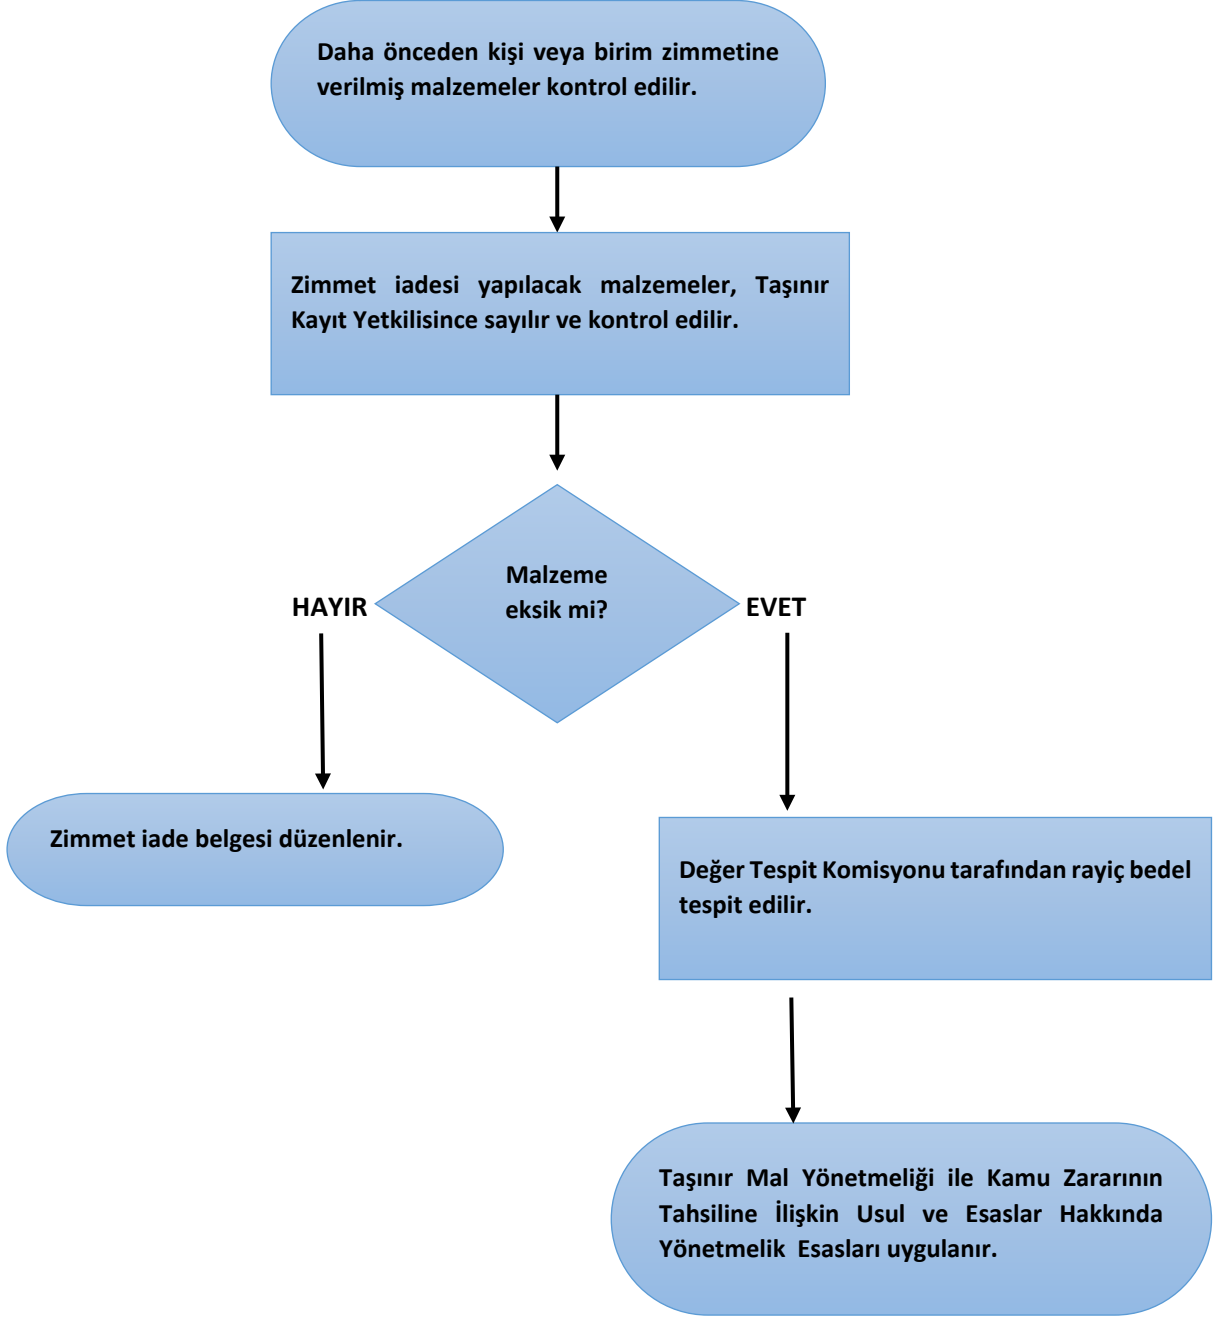 Daha önceden kişi veya birim zimmetine
verilmiş malzemeler kontrol edilir.
Zimmet iadesi yapılacak malzemeler, Taşınır
Kayıt Yetkilisince sayılır ve kontrol edilir.
Malzeme
eksik mi?
HAYIR
EVET
Zimmet iade belgesi düzenlenir.
Değer Tespit Komisyonu tarafından rayiç bedel
tespit edilir.
Taşınır Mal Yönetmeliği ile Kamu Zararının
Tahsiline İlişkin Usul ve Esaslar Hakkında
Yönetmelik Esasları uygulanır.